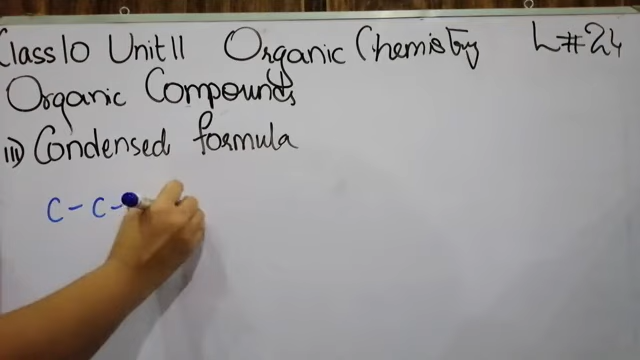 Class 10 Unit 11 Organic Chemistry L#24
Organic Compounds
iii) Condensed formula
C-C-